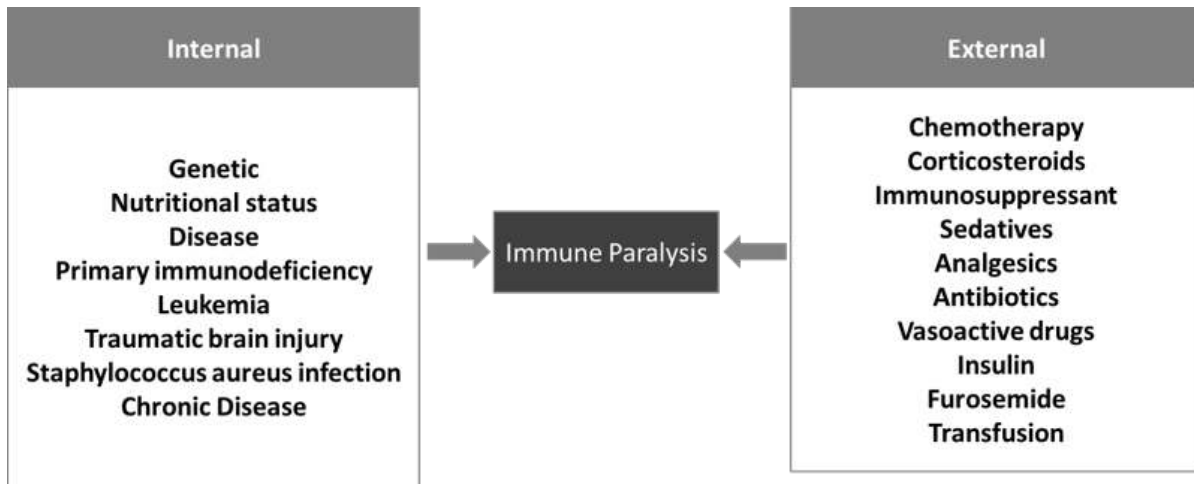 Internal
Genetic
Nutritional status
Disease
Primary immunodeficiency
Leukemia
Traumatic brain injury
Staphylococcus aureus infection
Chronic Disease
Immune Paralysis
External
Chemotherapy
Corticosteroids
Immunosuppressant
Sedatives
Analgesics
Antibiotics
Vasoactive drugs
Insulin
Furosemide
Transfusion